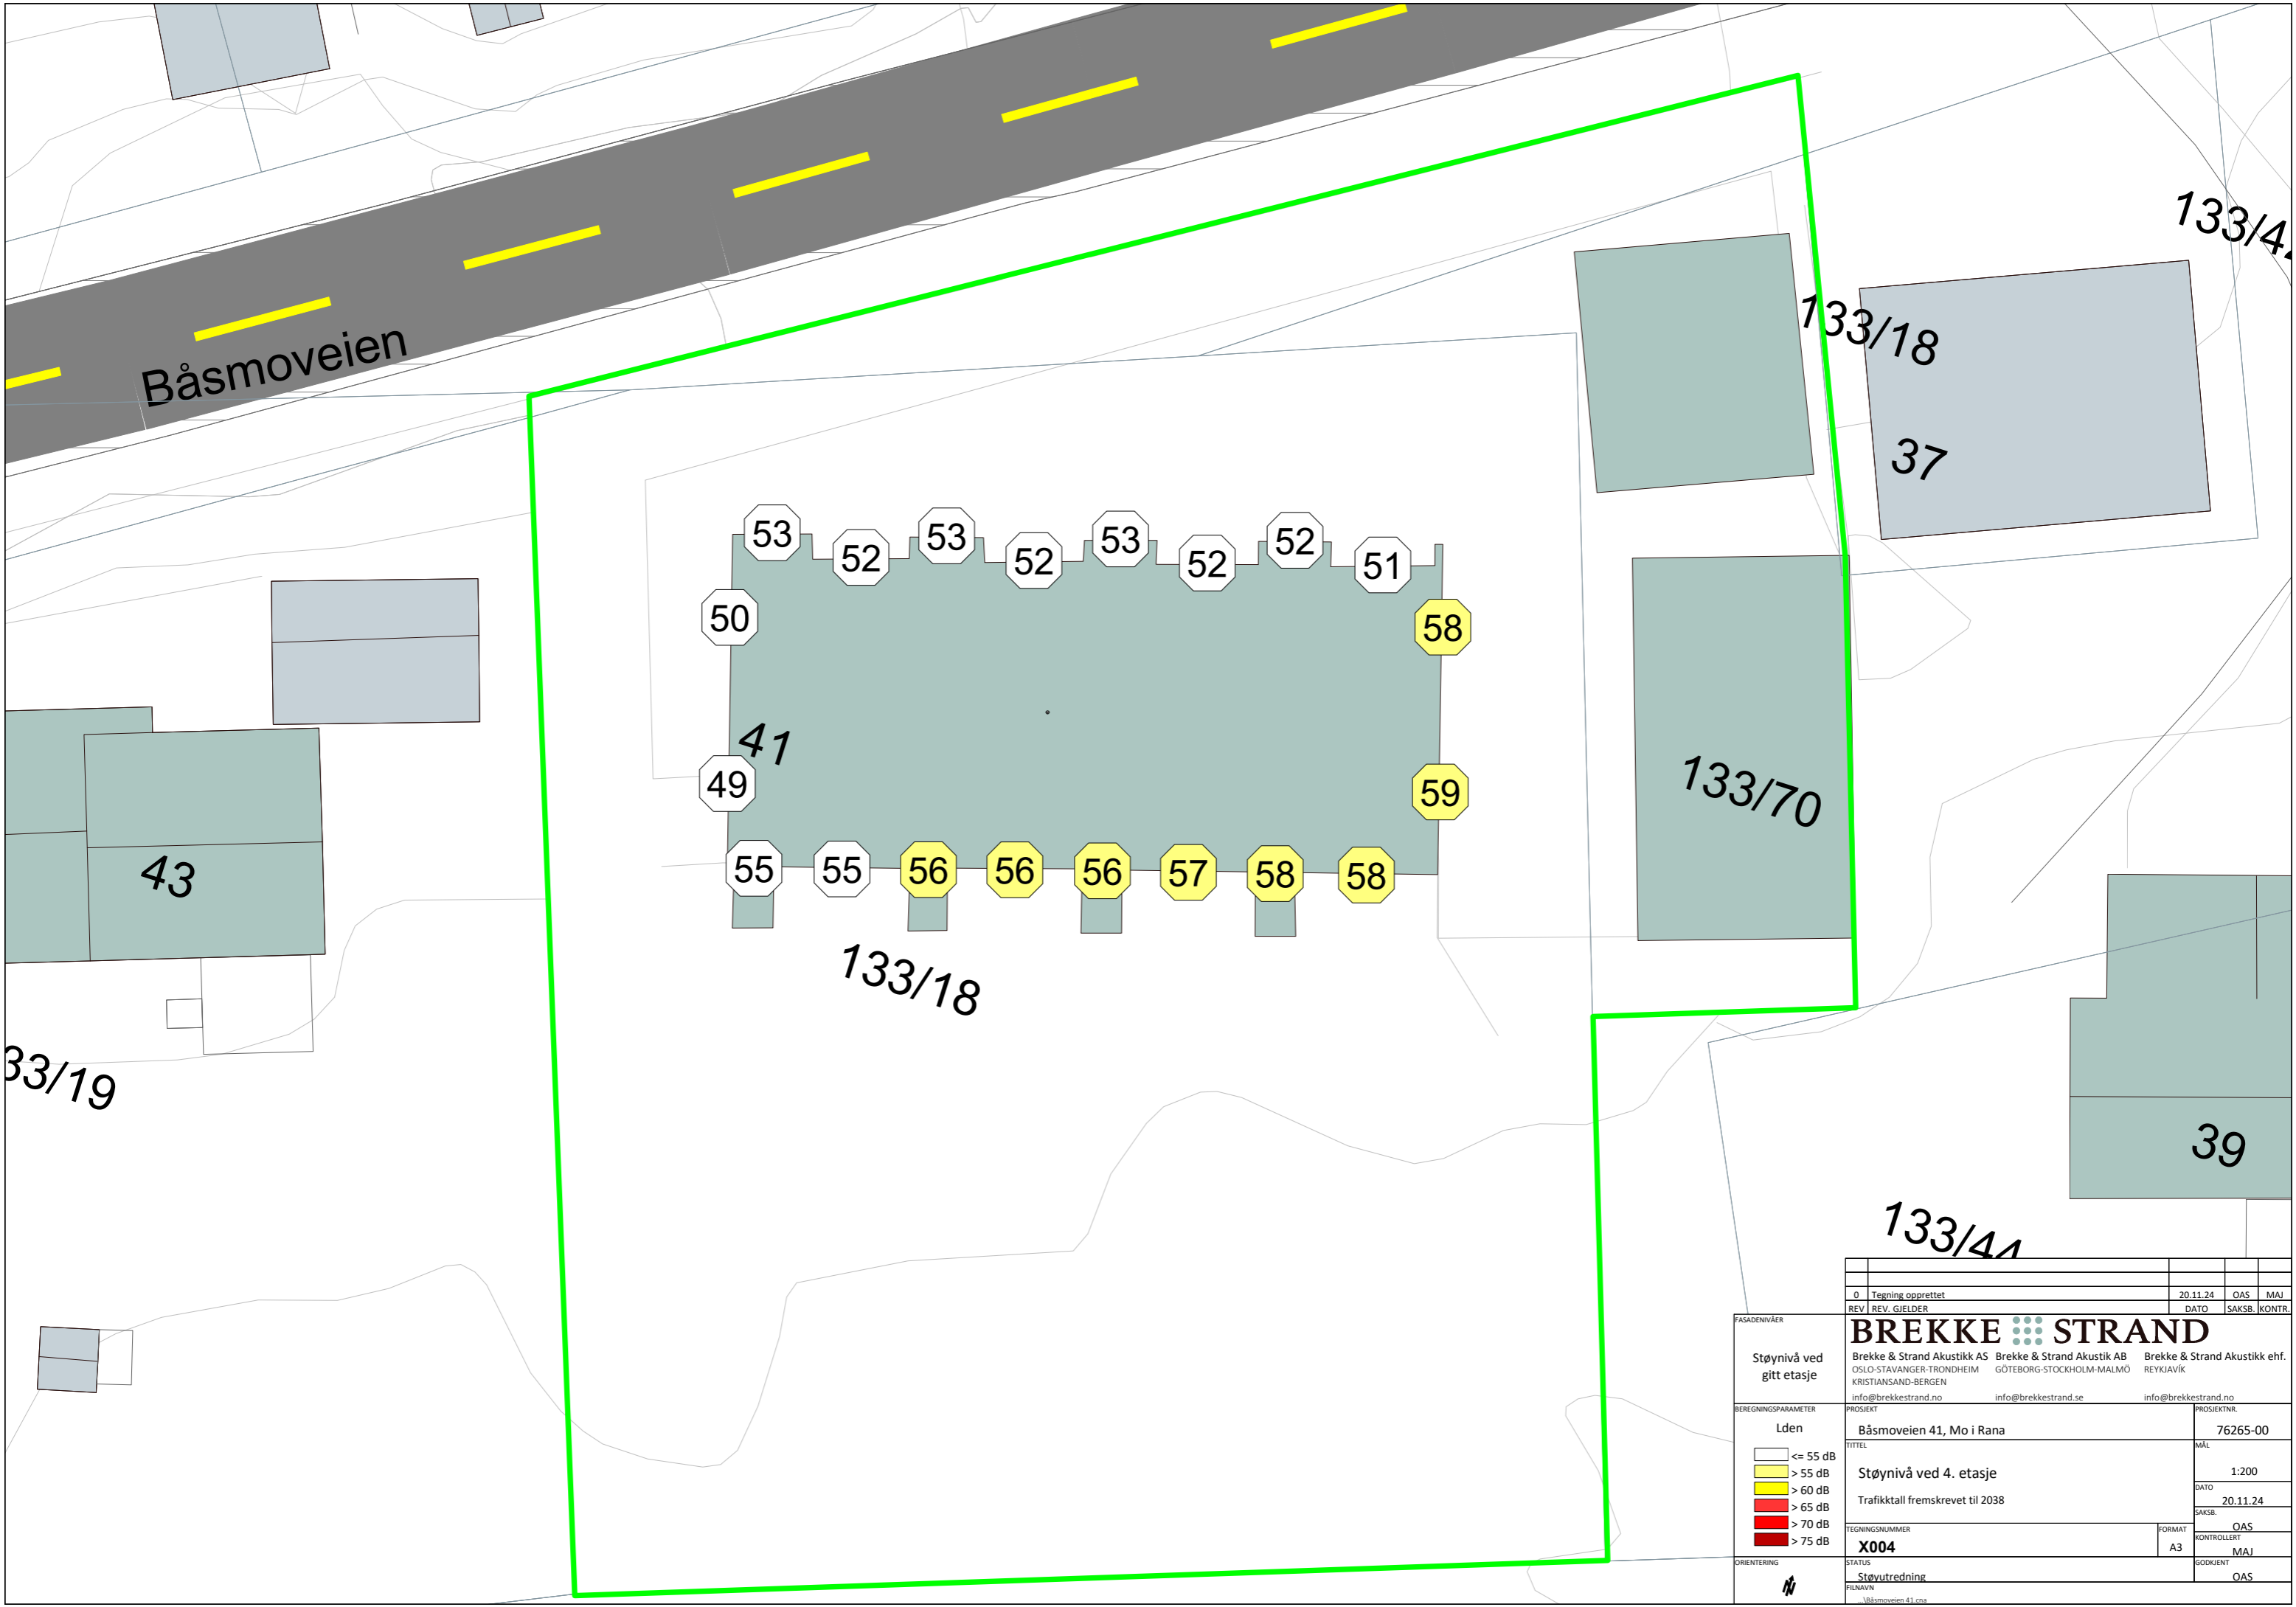 133/4
Båsmoveien
133/18
37
53
52
53
52
53
52
52
51
50
58
41
49
59
133/70
43
55
55
56
56
56
57
58
58
133/18
33/19
39
133/44
0 Tegning opprettet 20.11.24 OAS MAJ
REV REV. GJELDER DATO SAKSB. KONTR.
FASADENIVÅER
Støynivå ved
gitt etasje
BREKKE STRAND
Brekke & Strand Akustikk AS Brekke & Strand Akustik AB Brekke & Strand Akustikk ehf.
OSLO-STAVANGER-TRONDHEIM GÖTEBORG-STOCKHOLM-MALMÖ REYKJAVÍK
KRISTIANSAND-BERGEN
info@brekkestrand.no info@brekkestrand.se info@brekkestrand.no
BEREGNINGSPARAMETER
Lden
<= 55 dB
> 55 dB
> 60 dB
> 65 dB
> 70 dB
> 75 dB
PROSJEKT
Båsmoveien 41, Mo i Rana
PROSJEKTNR.
76265-00
TITTEL
Støynivå ved 4. etasje
Trafikktall fremskrevet til 2038
MÅL
1:200
DATO
20.11.24
SAKSB.
OAS
TEGNINGSNUMMER
X004
FORMAT
A3
KONTROLLERT
MAJ
ORIENTERING
N
STATUS
Støyutredning
GODKJENT
OAS
FILNAVN
...\Båsmoveien 41.cna